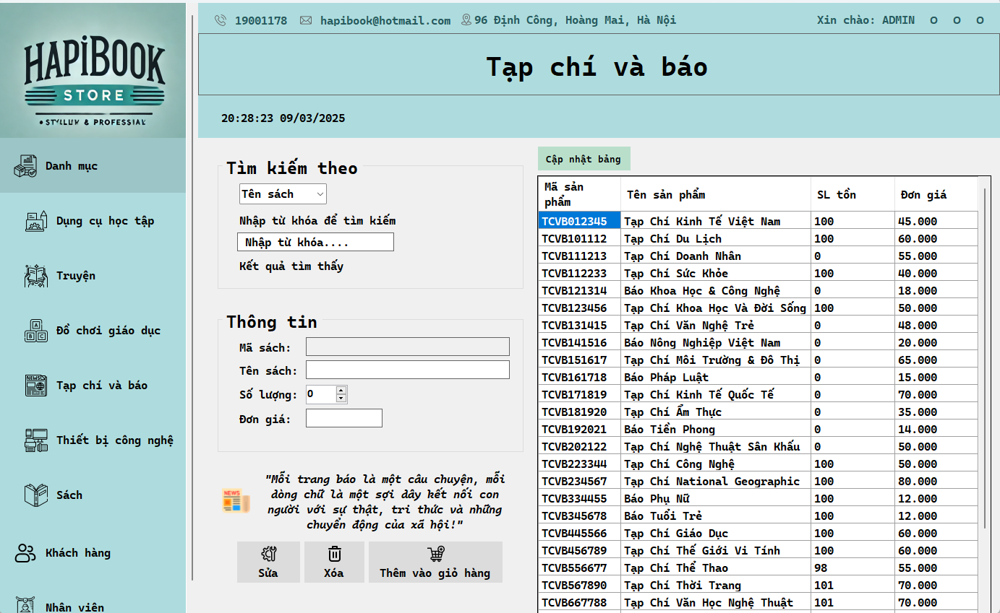 HAPiBOOK
STORE
• STYLLUM & PROFESSIAL
Danh mục
Dụng cụ học tập
Truyện
Đồ chơi giáo dục
Tạp chí và báo
Thiết bị công nghệ
Sách
Khách hàng
Nhân viên
19001178 hapibook@hotmail.com 96 Định Công, Hoàng Mai, Hà Nội Xin chào: ADMIN O O O
Tạp chí và báo
20:28:23 09/03/2025
Tìm kiếm theo
Tên sách
Nhập từ khóa để tìm kiếm
Nhập từ khóa....
Kết quả tìm thấy
Thông tin
Mã sách:
Tên sách:
Số lượng: 0
Đơn giá:
NEWS
"Mỗi trang báo là một câu chuyện, mỗi
dòng chữ là một sợi dây kết nối con
người với sự thật, tri thức và những
chuyển động của xã hội!"
Sửa Xóa Thêm vào giỏ hàng
Cập nhật bảng
Mã sản phẩm Tên sản phẩm SL tồn Đơn giá
TCVB012345 Tạp Chí Kinh Tế Việt Nam 100 45.000
TCVB101112 Tạp Chí Du Lịch 100 60.000
TCVB111213 Tạp Chí Doanh Nhân 0 55.000
TCVB112233 Tạp Chí Sức Khỏe 100 40.000
TCVB121314 Báo Khoa Học & Công Nghệ 0 18.000
TCVB123456 Tạp Chí Khoa Học Và Đời Sống 100 50.000
TCVB131415 Tạp Chí Văn Nghệ Trẻ 0 48.000
TCVB141516 Báo Nông Nghiệp Việt Nam 0 20.000
TCVB151617 Tạp Chí Môi Trường & Đô Thị 0 65.000
TCVB161718 Báo Pháp Luật 0 15.000
TCVB171819 Tạp Chí Kinh Tế Quốc Tế 0 70.000
TCVB181920 Tạp Chí Ẩm Thực 0 35.000
TCVB192021 Báo Tiền Phong 0 14.000
TCVB202122 Tạp Chí Nghệ Thuật Sân Khấu 0 50.000
TCVB223344 Tạp Chí Công Nghệ 100 50.000
TCVB234567 Tạp Chí National Geographic 100 80.000
TCVB334455 Báo Phụ Nữ 100 12.000
TCVB345678 Báo Tuổi Trẻ 100 12.000
TCVB445566 Tạp Chí Giáo Dục 100 60.000
TCVB456789 Tạp Chí Thế Giới Vi Tính 100 60.000
TCVB556677 Tạp Chí Thể Thao 98 55.000
TCVB567890 Tạp Chí Thời Trang 101 70.000
TCVB667788 Tạp Chí Văn Học Nghệ Thuật 101 70.000